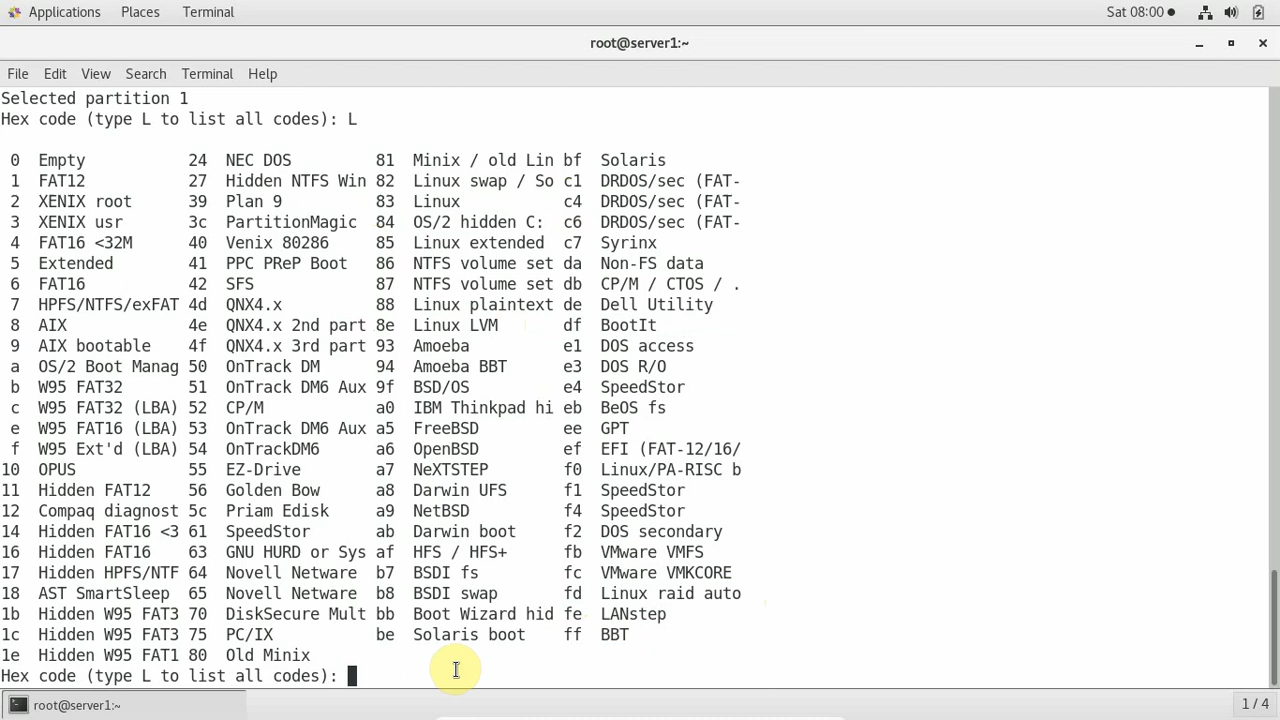 Applications Places Terminal Sat 08:00
root@server1:~
File Edit View Search Terminal Help
Selected partition 1
Hex code (type L to list all codes): L
0 Empty 24 NEC DOS 81 Minix / old Lin bf Solaris
1 FAT12 27 Hidden NTFS Win 82 Linux swap / So c1 DRDOS/sec (FAT-
2 XENIX root 39 Plan 9 83 Linux c4 DRDOS/sec (FAT-
3 XENIX usr 3c PartitionMagic 84 OS/2 hidden C: c6 DRDOS/sec (FAT-
4 FAT16 <32M 40 Venix 80286 85 Linux extended c7 Syrinx
5 Extended 41 PPC PReP Boot 86 NTFS volume set da Non-FS data
6 FAT16 42 SFS 87 NTFS volume set db CP/M / CTOS / .
7 HPFS/NTFS/exFAT 4d QNX4.x 88 Linux plaintext de Dell Utility
8 AIX 4e QNX4.x 2nd part 8e Linux LVM df BootIt
9 AIX bootable 4f QNX4.x 3rd part 93 Amoeba e1 DOS access
a OS/2 Boot Manag 50 OnTrack DM 94 Amoeba BBT e3 DOS R/O
b W95 FAT32 51 OnTrack DM6 Aux 9f BSD/OS e4 SpeedStor
c W95 FAT32 (LBA) 52 CP/M a0 IBM Thinkpad hi eb BeOS fs
e W95 FAT16 (LBA) 53 OnTrack DM6 Aux a5 FreeBSD ee GPT
f W95 Ext'd (LBA) 54 OnTrackDM6 a6 OpenBSD ef EFI (FAT-12/16/
10 OPUS 55 EZ-Drive a7 NeXTSTEP f0 Linux/PA-RISC b
11 Hidden FAT12 56 Golden Bow a8 Darwin UFS f1 SpeedStor
12 Compaq diagnost 5c Priam Edisk a9 NetBSD f4 SpeedStor
14 Hidden FAT16 <3 61 SpeedStor ab Darwin boot f2 DOS secondary
16 Hidden FAT16 63 GNU HURD or Sys af HFS / HFS+ fb VMware VMFS
17 Hidden HPFS/NTF 64 Novell Netware b7 BSDI fs fc VMware VMKCORE
18 AST SmartSleep 65 Novell Netware b8 BSDI swap fd Linux raid auto
1b Hidden W95 FAT3 70 DiskSecure Mult bb Boot Wizard hid fe LANstep
1c Hidden W95 FAT3 75 PC/IX be Solaris boot ff BBT
1e Hidden W95 FAT1 80 Old Minix
Hex code (type L to list all codes):
root@server1:~ 1 / 4